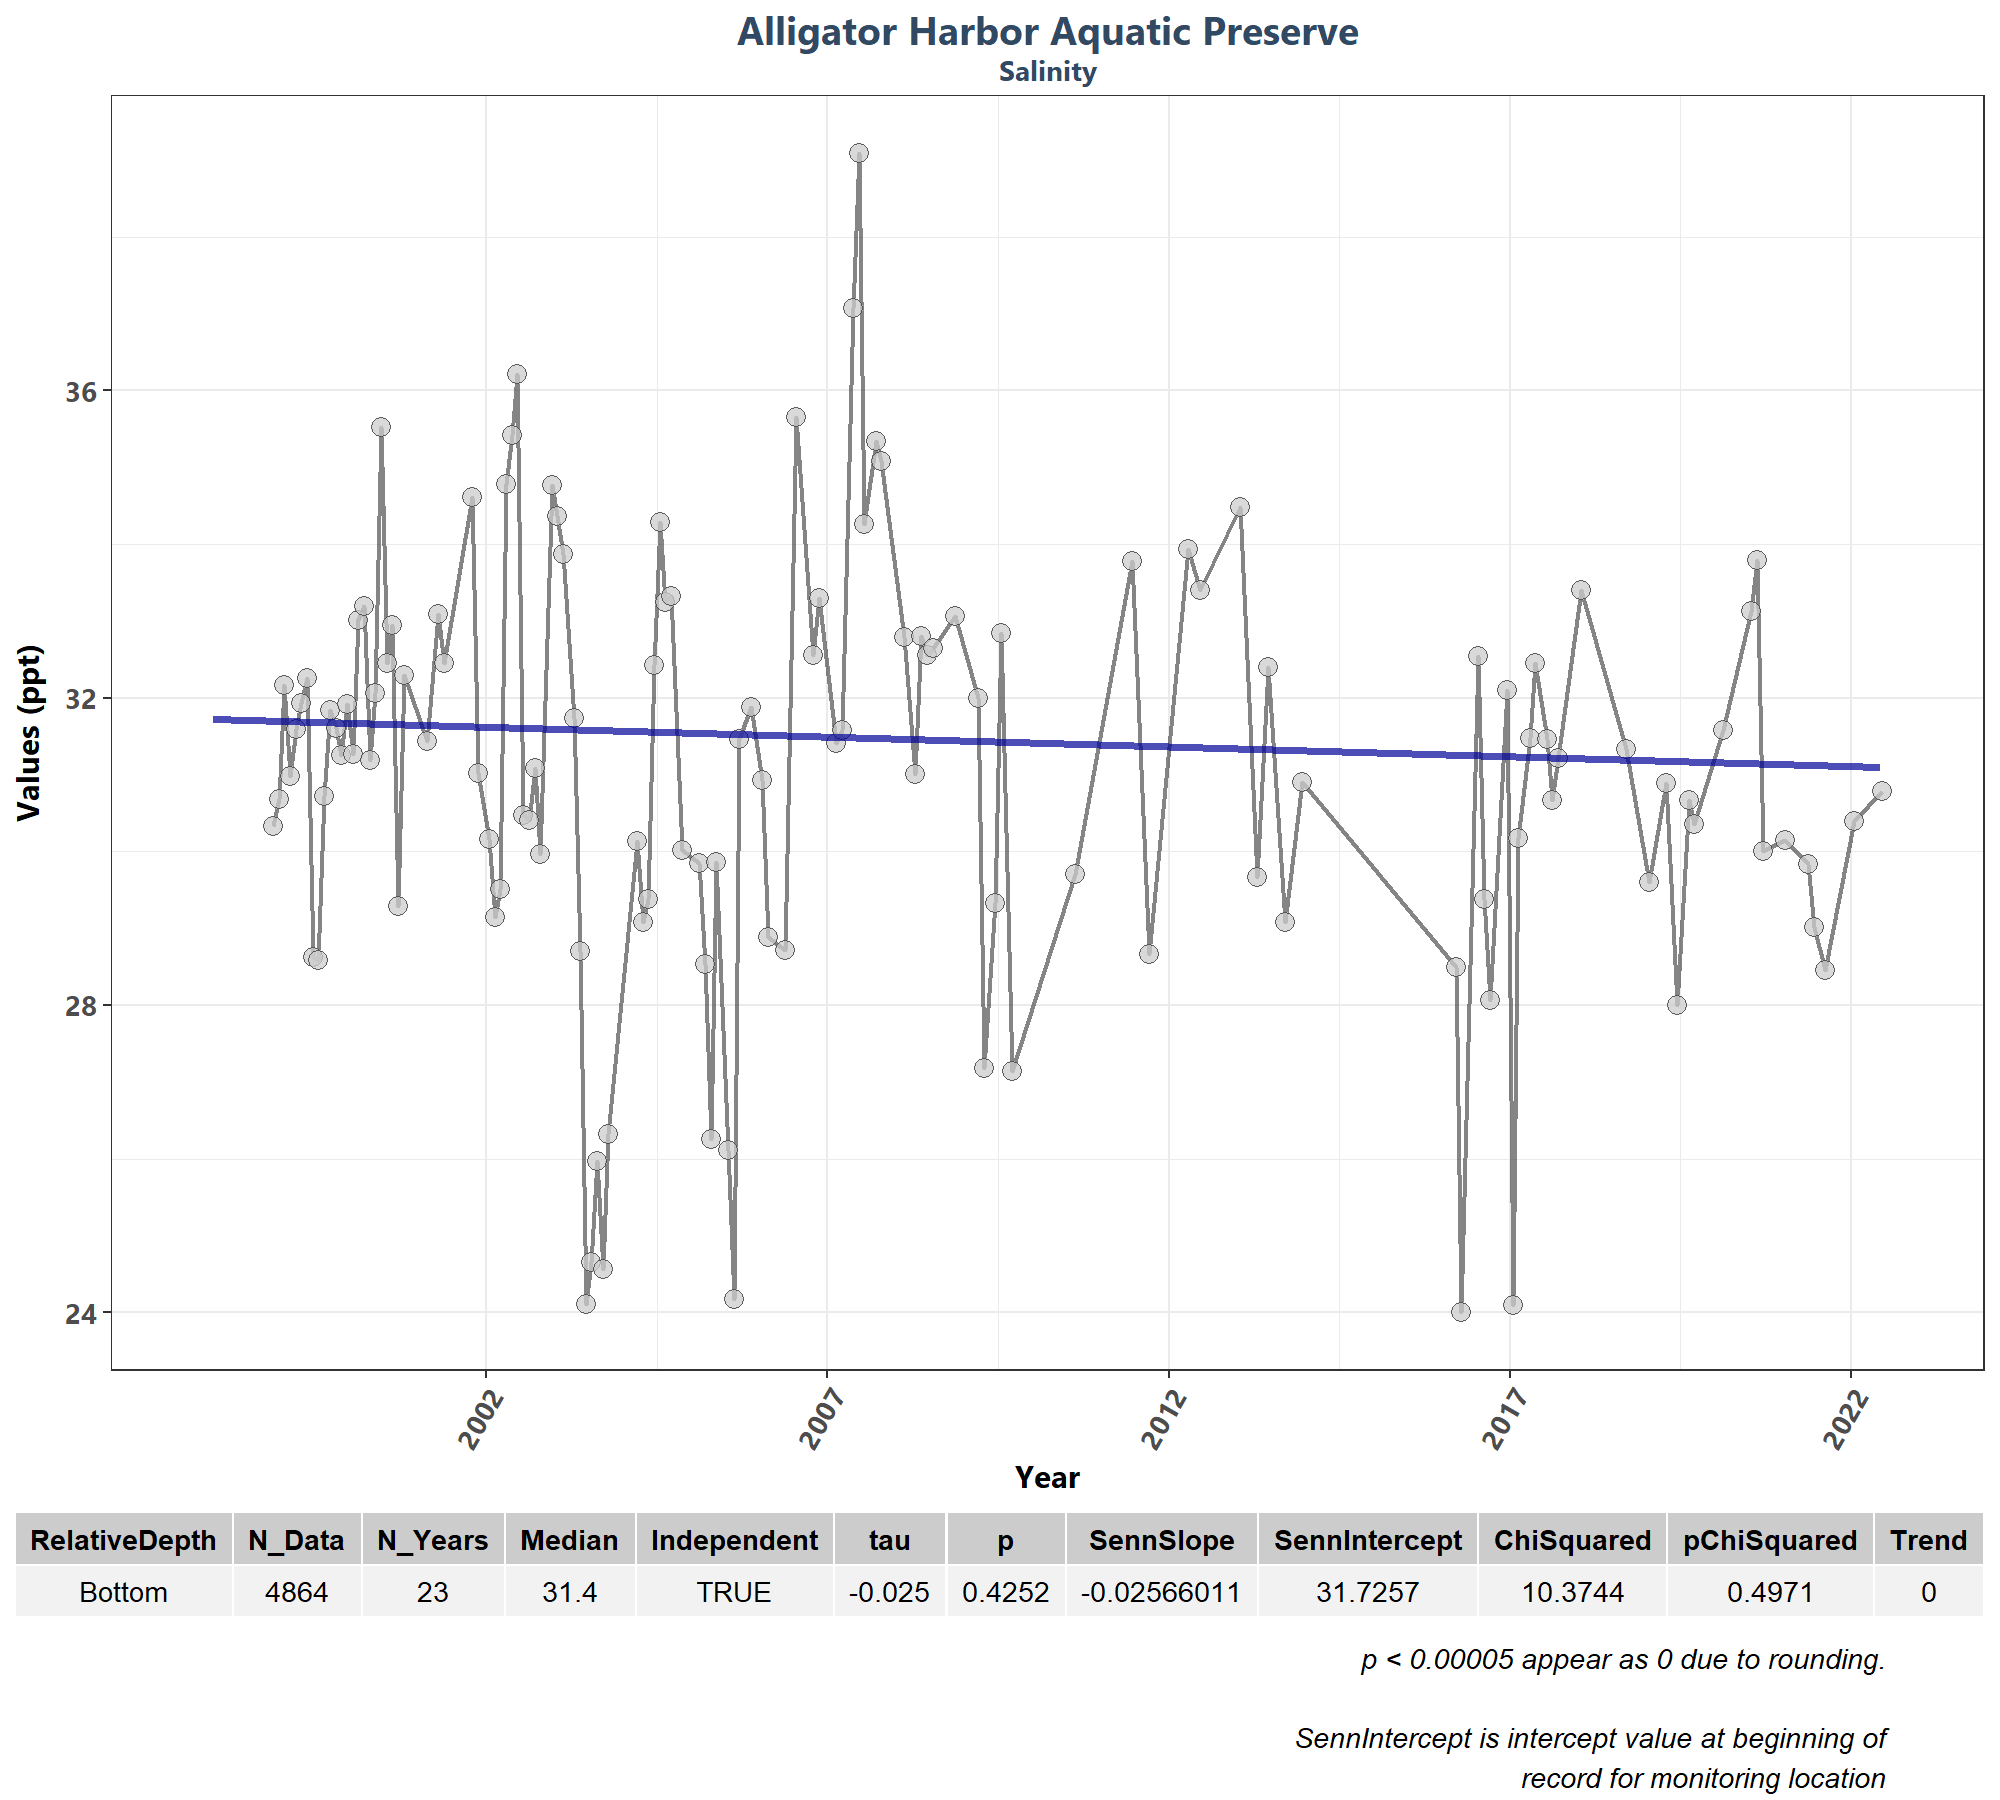 Alligator Harbor Aquatic Preserve
Salinity
Values (ppt)
36
32
28
24
2002 2007 2012 2017 2022
Year
RelativeDepth N_Data N_Years Median Independent tau p SennSlope SennIntercept ChiSquared pChiSquared Trend
Bottom 4864 23 31.4 TRUE -0.025 0.4252 -0.02566011 31.7257 10.3744 0.4971 0
p < 0.00005 appear as 0 due to rounding.
SennIntercept is intercept value at beginning of
record for monitoring location